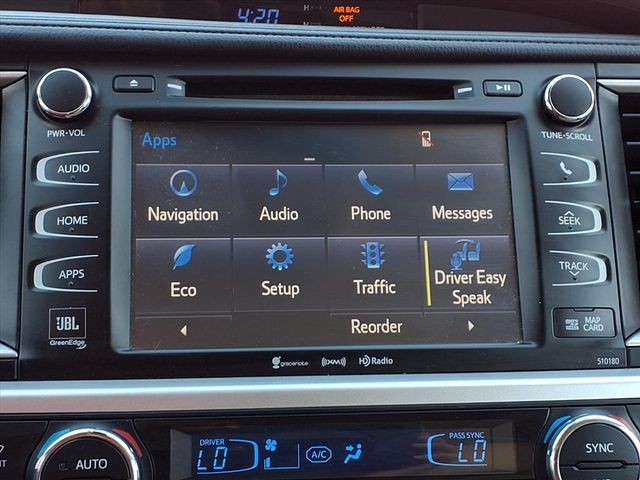 4:20
AIR BAG
OFF
PWR•VOL
TUNE•SCROLL
AUDIO
HOME
APPS
JBL
GreenEdge
Apps
Navigation
Audio
Phone
Messages
Eco
Setup
Traffic
Driver Easy
Speak
Reorder
SEEK
TRACK
MAP
CARD
gracenote
((XM))
HD Radio
510180
DRIVER
LO
A/C
PASS SYNC
LO
AUTO
SYNC